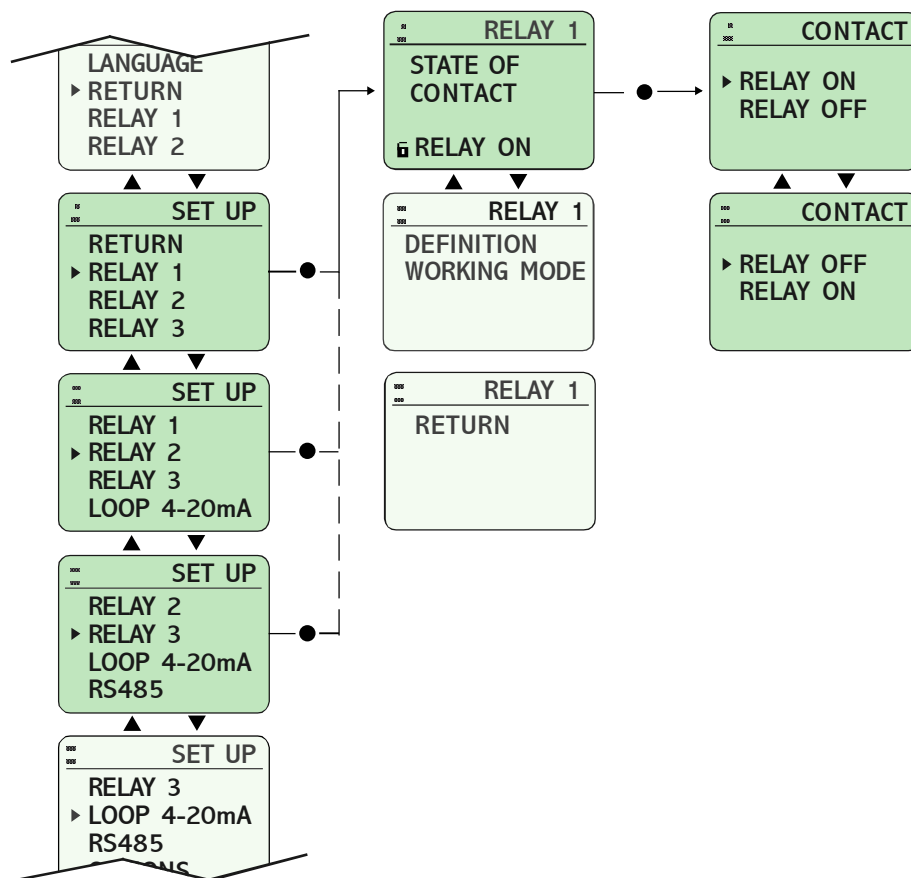 LANGUAGE
RETURN
RELAY 1
RELAY 2
SET UP
RETURN
RELAY 1
RELAY 2
RELAY 3
SET UP
RELAY 1
RELAY 2
RELAY 3
LOOP 4-20mA
SET UP
RELAY 2
RELAY 3
LOOP 4-20mA
RS485
SET UP
RELAY 3
LOOP 4-20mA
RS485
RELAY 1
STATE OF
CONTACT
RELAY ON
RELAY 1
DEFINITION
WORKING MODE
RELAY 1
RETURN
CONTACT
RELAY ON
RELAY OFF
CONTACT
RELAY OFF
RELAY ON